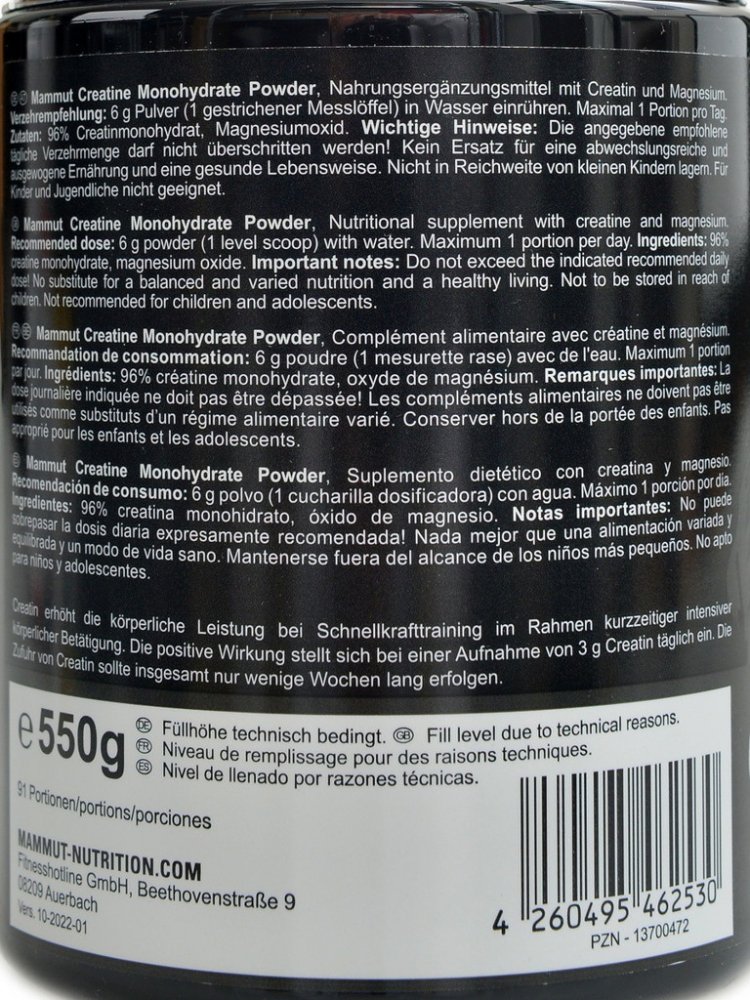 Mammut Creatine Monohydrate Powder, Nahrungsergänzungsmittel mit Creatin und Magnesium.
Verzehrempfehlung: 6 g Pulver (1 gestrichener Messlöffel) in Wasser einrühren. Maximal 1 Portion pro Tag.
Zutaten: 96% Creatinmonohydrat, Magnesiumoxid. Wichtige Hinweise: Die angegebene empfohlene
tägliche Verzehrmenge darf nicht überschritten werden! Kein Ersatz für eine abwechslungsreiche und
ausgewogene Ernährung und eine gesunde Lebensweise. Nicht in Reichweite von kleinen Kindern lagern. Für
Kinder und Jugendliche nicht geeignet.
Mammut Creatine Monohydrate Powder, Nutritional supplement with creatine and magnesium.
Recommended dose: 6 g powder (1 level scoop) with water. Maximum 1 portion per day. Ingredients: 96%
creatine monohydrate, magnesium oxide. Important notes: Do not exceed the indicated recommended daily
dose! No substitute for a balanced and varied nutrition and a healthy living. Not to be stored in reach of
children. Not recommended for children and adolescents.
Mammut Creatine Monohydrate Powder, Complément alimentaire avec créatine et magnésium.
Recommandation de consommation: 6 g poudre (1 mesurette rase) avec de l'eau. Maximum 1 portion
par jour. Ingrédients: 96% créatine monohydrate, oxyde de magnésium. Remarques importantes: La
dose journalière indiquée ne doit pas être dépassée! Les compléments alimentaires ne doivent pas être
utilisés comme substituts d'un régime alimentaire varié. Conserver hors de la portée des enfants. Pas
approprié pour les enfants et les adolescents.
Mammut Creatine Monohydrate Powder, Suplemento dietético con creatina y magnesio.
Recomendación de consumo: 6 g polvo (1 cucharilla dosificadora) con agua. Máximo 1 porción por dia.
Ingredientes: 96% creatina monohidrato, óxido de magnesio. Notas importantes: No puede
sobrepasar la dosis diaria expresamente recomendada! Nada mejor que una alimentación variada y
equilibrada y un modo de vida sano. Mantenerse fuera del alcance de los niños más pequeños. No apto
para niños y adolescentes.
Creatin erhöht die körperliche Leistung bei Schnellkrafttraining im Rahmen kurzzeitiger intensiver
körperlicher Betätigung. Die positive Wirkung stellt sich bei einer Aufnahme von 3 g Creatin täglich ein. Die
Zufuhr von Creatin sollte insgesamt nur wenige Wochen lang erfolgen.
℮ 550g
DE Füllhöhe technisch bedingt. GB Fill level due to technical reasons.
FR Niveau de remplissage pour des raisons techniques.
ES Nivel de llenado por razones técnicas.
91 Portionen/portions/porciones
MAMMUT-NUTRITION.COM
Fitnesshotline GmbH, Beethovenstraße 9
08209 Auerbach
Vers. 10-2022-01
4 260495 462530
PZN - 13700472